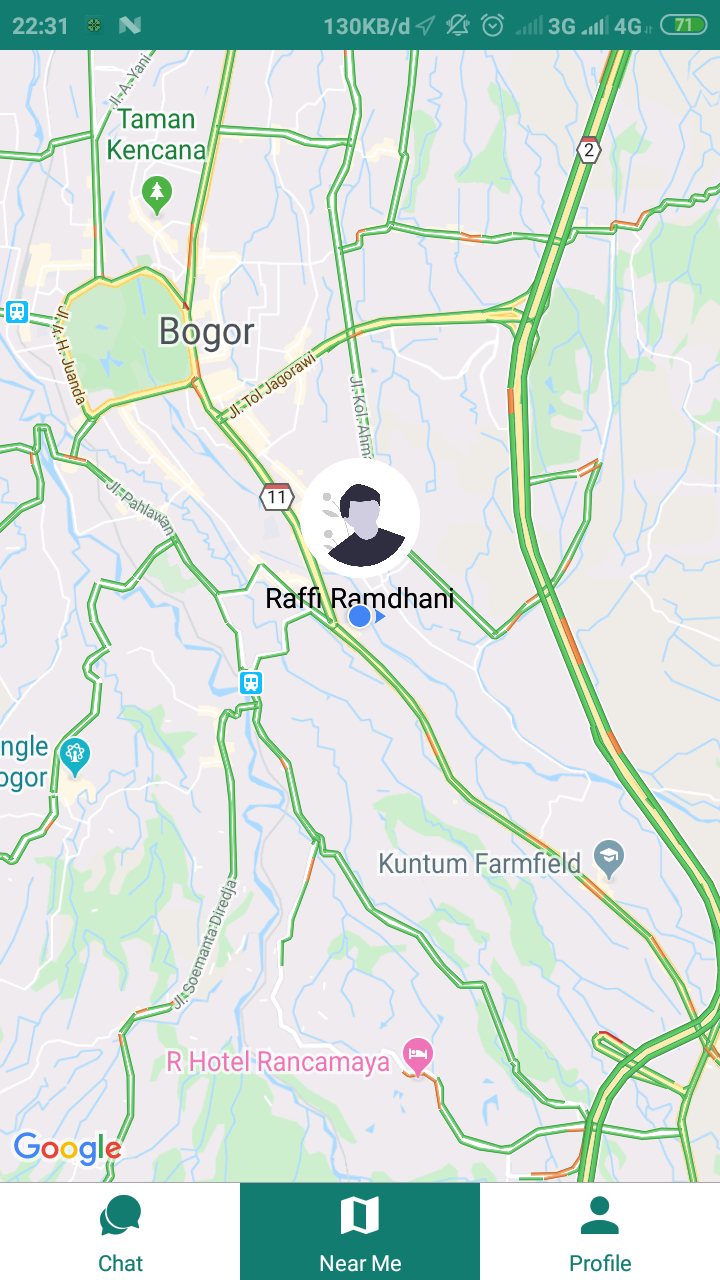 22:31
130KB/d
3G
4G
71
Jl. A. Yani
Taman
Kencana
2
Bogor
Jl. Ir. H. Juanda
Jl. Tol Jagorawi
Jl. Kol. Ahma
11
Jl. Pahlawan
Raffi Ramdhani
ngle
ogor
Kuntum Farmfield
Jl. Soemanta Diredja
R Hotel Rancamaya
Google
Chat
Near Me
Profile